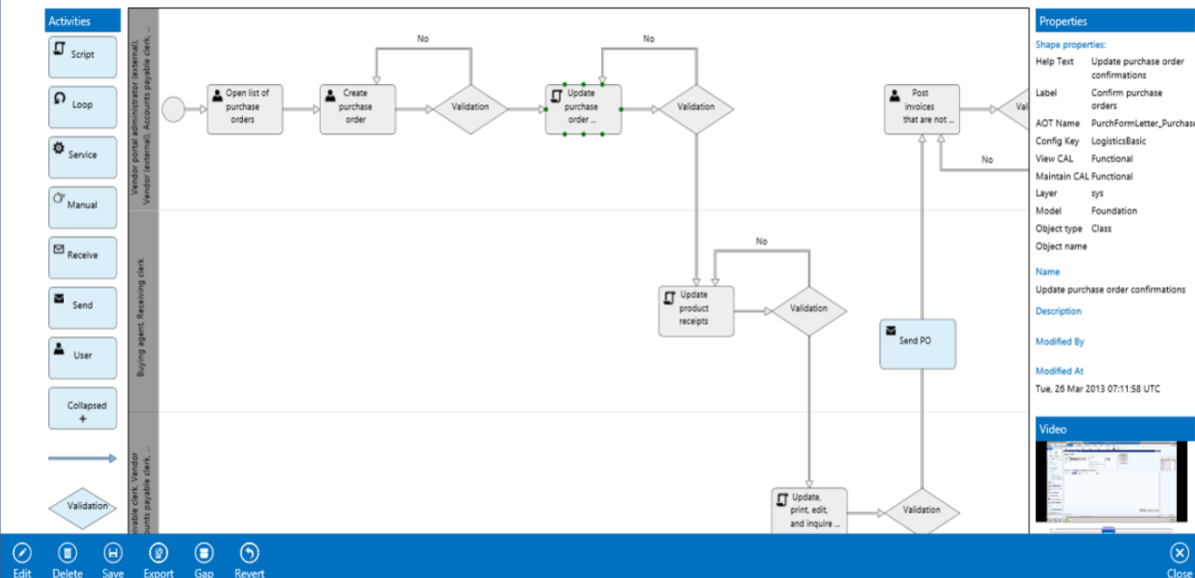 Activities
Script
Loop
Service
Manual
Receive
Send
User
Collapsed
+
Validation
Vendor portal administrator (external),
Vendor (external), Accounts payable clerk, ...
Buying agent, Receiving clerk
clerk, Vendor
payable clerk, ...
No
No
Open list of
purchase
orders
Create
purchase
order
Validation
Update
purchase
order ...
Validation
Post
invoices
that are not ...
No
No
Update
product
receipts
Validation
Send PO
Update,
print, edit,
and inquire ...
Validation
Properties
Shape properties:
Help Text Update purchase order
confirmations
Label Confirm purchase
orders
AOT Name PurchFormLetter_Purchase
Config Key LogisticsBasic
View CAL Functional
Maintain CAL Functional
Layer sys
Model Foundation
Object type Class
Object name
Name
Update purchase order confirmations
Description
Modified By
Modified At
Tue, 26 Mar 2013 07:11:58 UTC
Video
Edit Delete Save Export Gap Revert Close